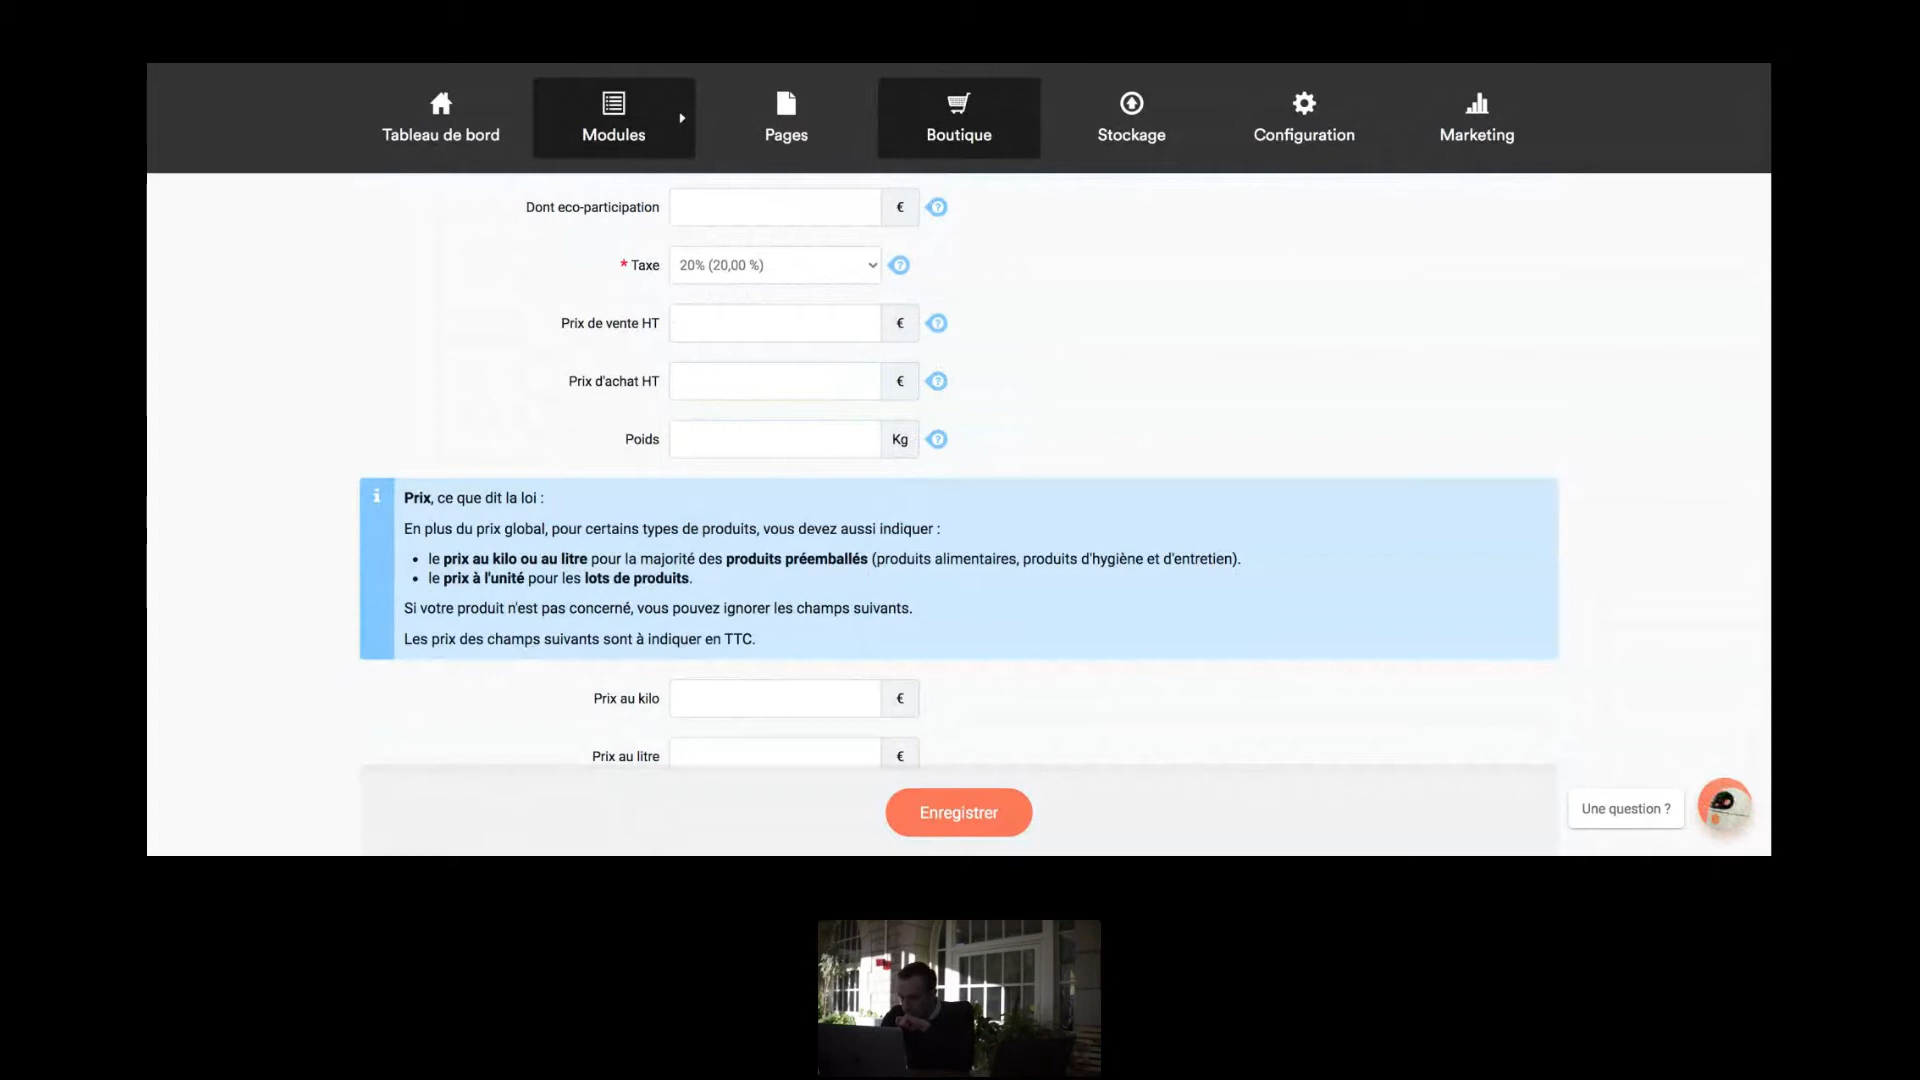 Tableau de bord
Modules
Pages
Boutique
Stockage
Configuration
Marketing
Dont eco-participation €
* Taxe 20% (20,00 %)
Prix de vente HT €
Prix d'achat HT €
Poids Kg
Prix, ce que dit la loi :
En plus du prix global, pour certains types de produits, vous devez aussi indiquer :
• le prix au kilo ou au litre pour la majorité des produits préemballés (produits alimentaires, produits d'hygiène et d'entretien).
• le prix à l'unité pour les lots de produits.
Si votre produit n'est pas concerné, vous pouvez ignorer les champs suivants.
Les prix des champs suivants sont à indiquer en TTC.
Prix au kilo €
Prix au litre €
Enregistrer
Une question ?